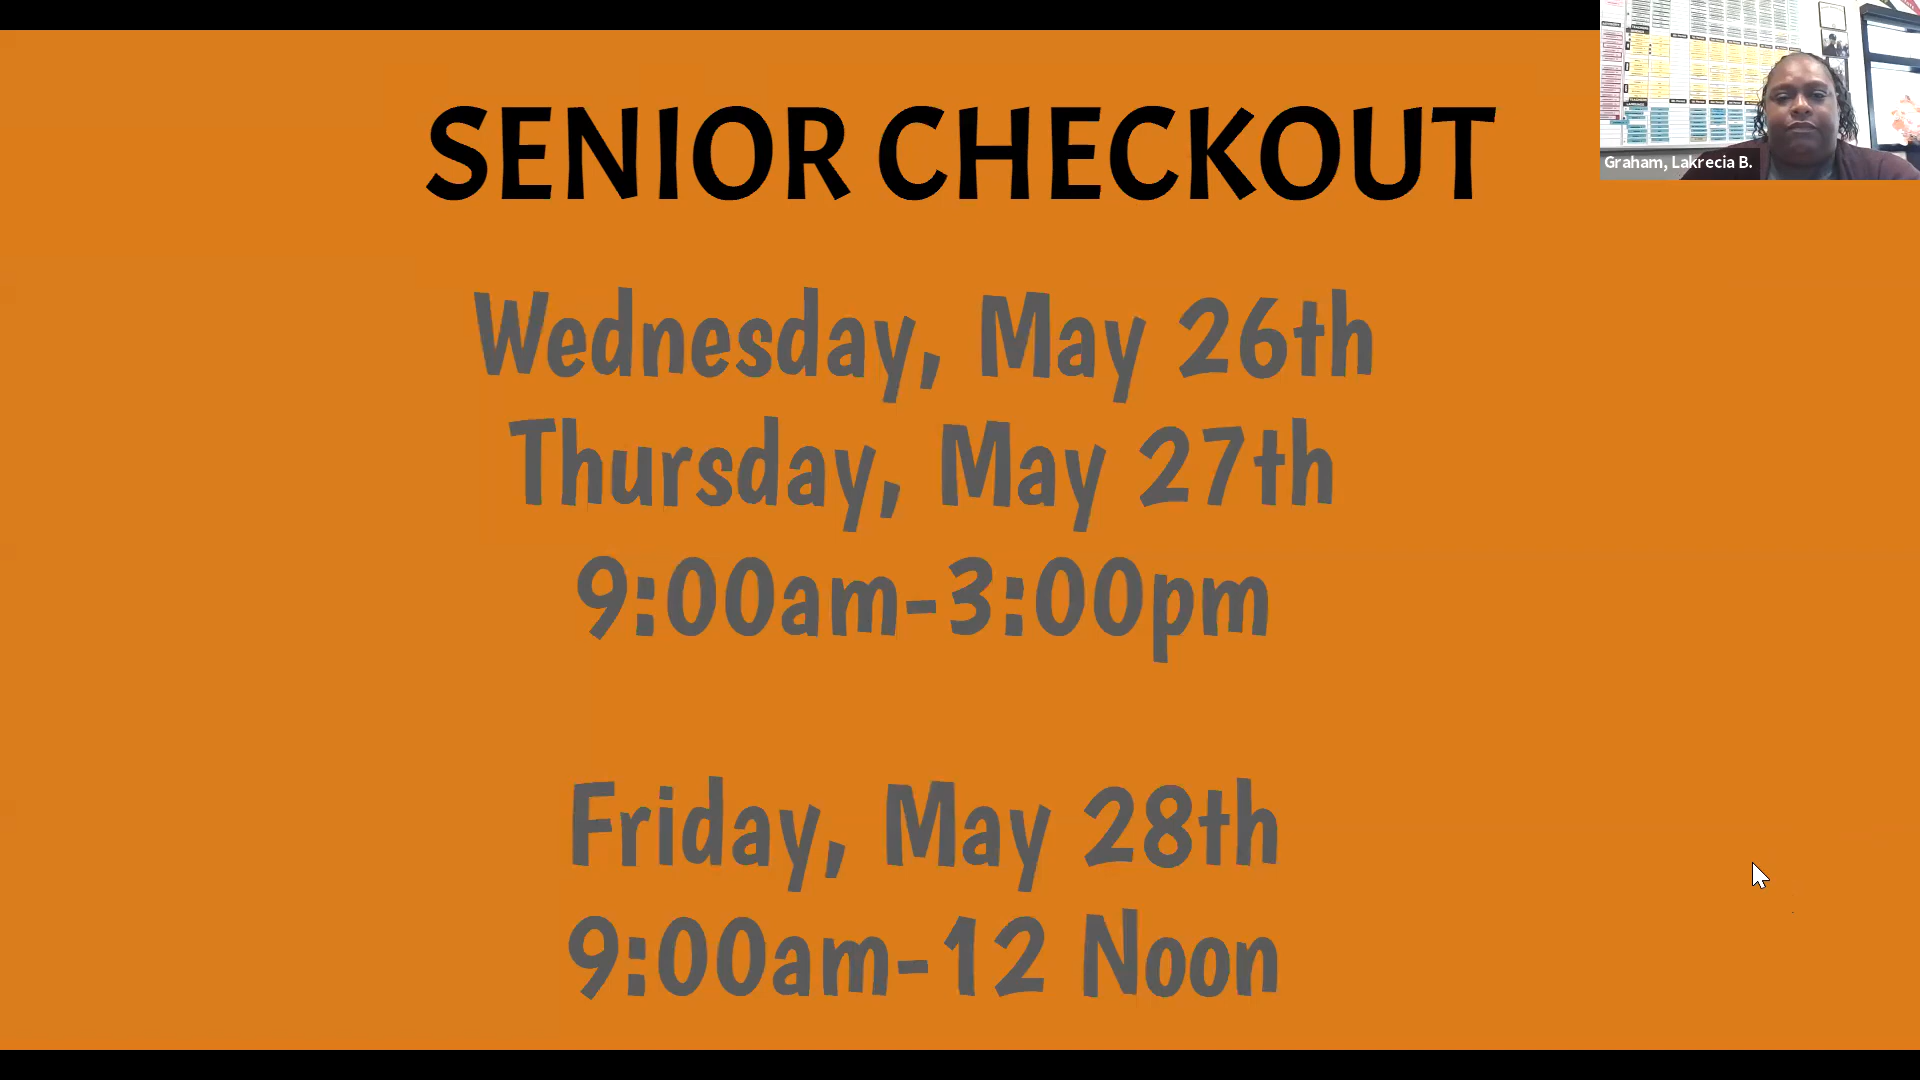 SENIOR CHECKOUT
Graham, Lakrecia B.
Wednesday, May 26th
Thursday, May 27th
9:00am-3:00pm
Friday, May 28th
9:00am-12 Noon